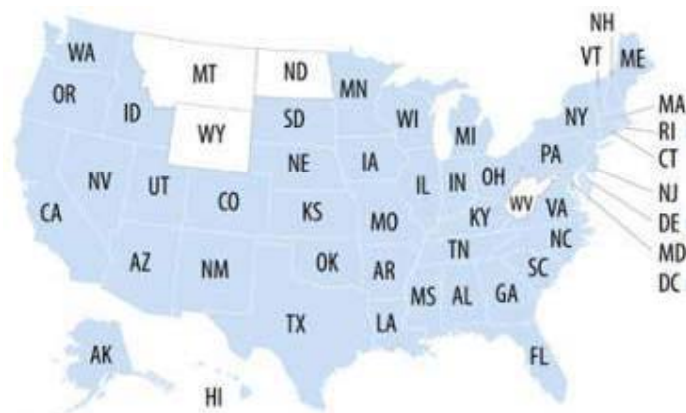 NH
VT
ME
WA
MT
ND
MN
OR
ID
SD
WI
MI
NY
MA
RI
CT
WY
PA
NE
IA
OH
NJ
NV
UT
CO
IL
IN
WV
VA
DE
CA
KS
MO
KY
NC
MD
TN
DC
AZ
NM
OK
AR
SC
MS
AL
GA
TX
LA
AK
FL
HI